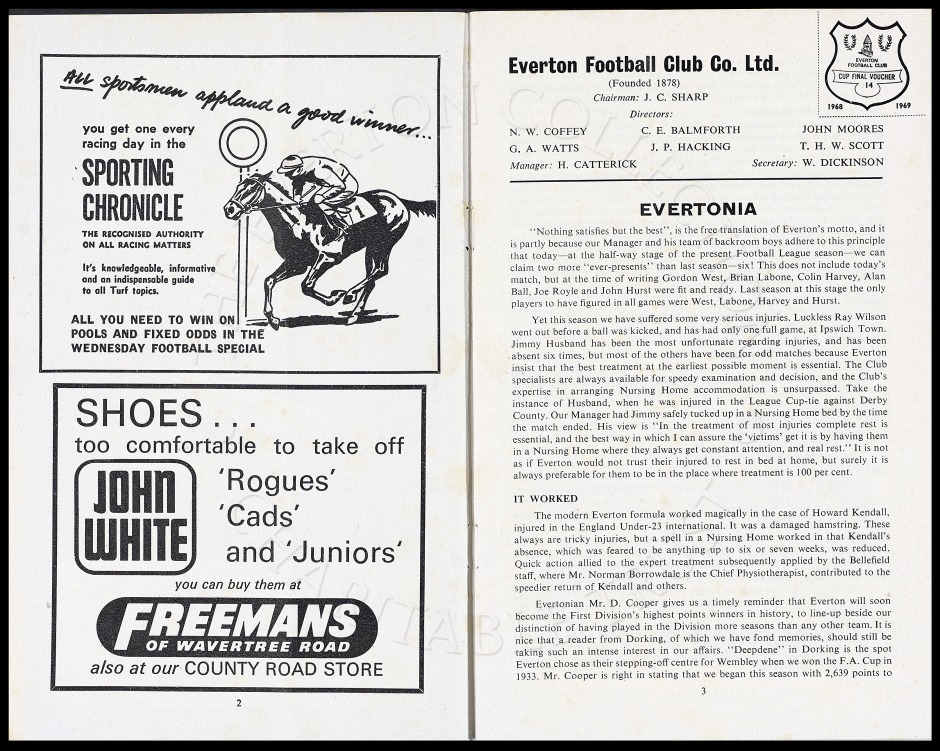 ALL sportsmen applaud a good winner...
you get one every
racing day in the
SPORTING
CHRONICLE
THE RECOGNISED AUTHORITY
ON ALL RACING MATTERS
It's knowledgeable, informative
and an indispensable guide
to all Turf topics.
1
ALL YOU NEED TO WIN ON
POOLS AND FIXED ODDS IN THE
WEDNESDAY FOOTBALL SPECIAL
SHOES . . .
too comfortable to take off
JOHN
WHITE
'Rogues'
'Cads'
and 'Juniors'
you can buy them at
FREEMANS
OF WAVERTREE ROAD
also at our COUNTY ROAD STORE
2
Everton Football Club Co. Ltd.
(Founded 1878)
Chairman: J. C. SHARP
Directors:
N. W. COFFEY C. E. BALMFORTH JOHN MOORES
G. A. WATTS J. P. HACKING T. H. W. SCOTT
Manager: H. CATTERICK Secretary: W. DICKINSON
EVERTON
FOOTBALL CLUB
CUP FINAL VOUCHER
14
1968 1969
EVERTONIA
"Nothing satisfies but the best", is the free translation of Everton's motto, and it
is partly because our Manager and his team of backroom boys adhere to this principle
that today—at the half-way stage of the present Football League season—we can
claim two more "ever-presents" than last season—six! This does not include today's
match, but at the time of writing Gordon West, Brian Labone, Colin Harvey, Alan
Ball, Joe Royle and John Hurst were fit and ready. Last season at this stage the only
players to have figured in all games were West, Labone, Harvey and Hurst.
Yet this season we have suffered some very serious injuries. Luckless Ray Wilson
went out before a ball was kicked, and has had only one full game, at Ipswich Town.
Jimmy Husband has been the most unfortunate regarding injuries, and has been
absent six times, but most of the others have been for odd matches because Everton
insist that the best treatment at the earliest possible moment is essential. The Club
specialists are always available for speedy examination and decision, and the Club's
expertise in arranging Nursing Home accommodation is unsurpassed. Take the
instance of Husband, when he was injured in the League Cup-tie against Derby
County. Our Manager had Jimmy safely tucked up in a Nursing Home bed by the time
the match ended. His view is "In the treatment of most injuries complete rest is
essential, and the best way in which I can assure the 'victims' get it is by having them
in a Nursing Home where they always get constant attention, and real rest." It is not
as if Everton would not trust their injured to rest in bed at home, but surely it is
always preferable for them to be in the place where treatment is 100 per cent.
IT WORKED
The modern Everton formula worked magically in the case of Howard Kendall,
injured in the England Under-23 international. It was a damaged hamstring. These
always are tricky injuries, but a spell in a Nursing Home worked in that Kendall's
absence, which was feared to be anything up to six or seven weeks, was reduced.
Quick action allied to the expert treatment subsequently applied by the Bellefield
staff, where Mr. Norman Borrowdale is the Chief Physiotherapist, contributed to the
speedier return of Kendall and others.
Evertonian Mr. D. Cooper gives us a timely reminder that Everton will soon
become the First Division's highest points winners in history, to line-up beside our
distinction of having played in the Division more seasons than any other team. It is
nice that a reader from Dorking, of which we have fond memories, should still be
taking such an intense interest in our affairs. "Deepdene" in Dorking is the spot
Everton chose as their stepping-off centre for Wembley when we won the F.A. Cup in
1933. Mr. Cooper is right in stating that we began this season with 2,639 points to
3